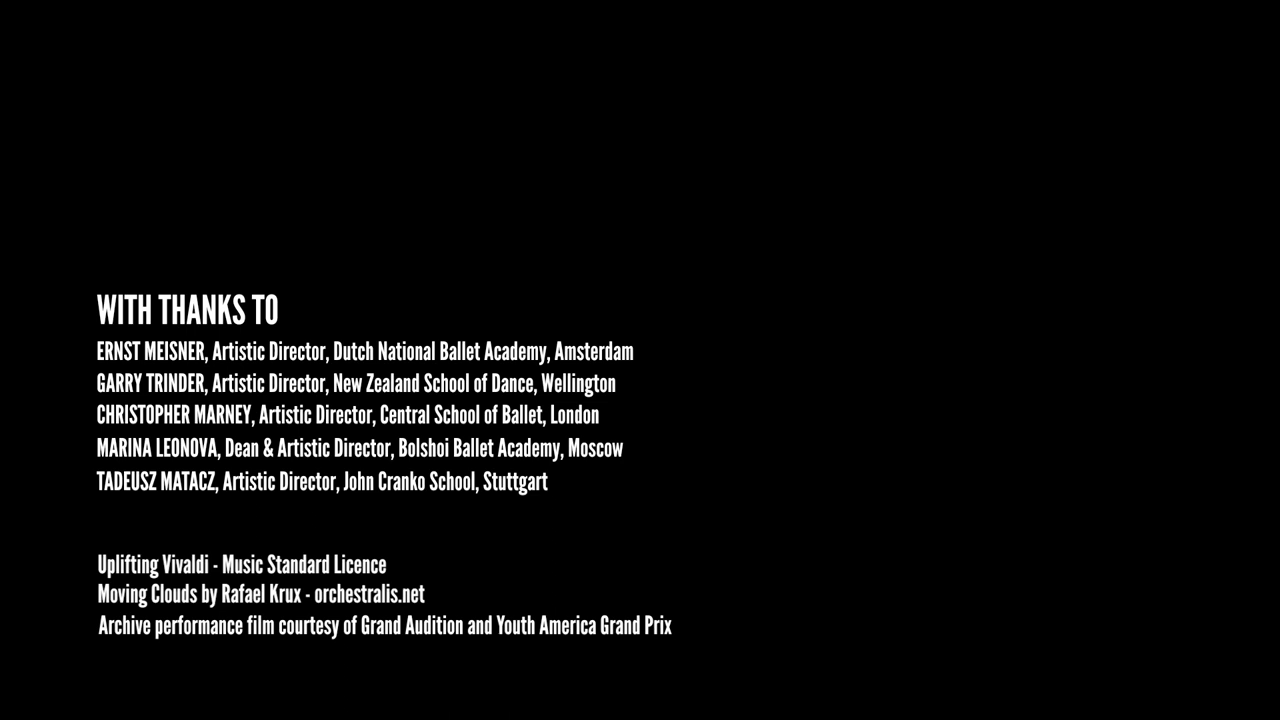 WITH THANKS TO
ERNST MEISNER, Artistic Director, Dutch National Ballet Academy, Amsterdam
GARRY TRINDER, Artistic Director, New Zealand School of Dance, Wellington
CHRISTOPHER MARNEY, Artistic Director, Central School of Ballet, London
MARINA LEONOVA, Dean & Artistic Director, Bolshoi Ballet Academy, Moscow
TADEUSZ MATACZ, Artistic Director, John Cranko School, Stuttgart
Uplifting Vivaldi - Music Standard Licence
Moving Clouds by Rafael Krux - orchestralis.net
Archive performance film courtesy of Grand Audition and Youth America Grand Prix